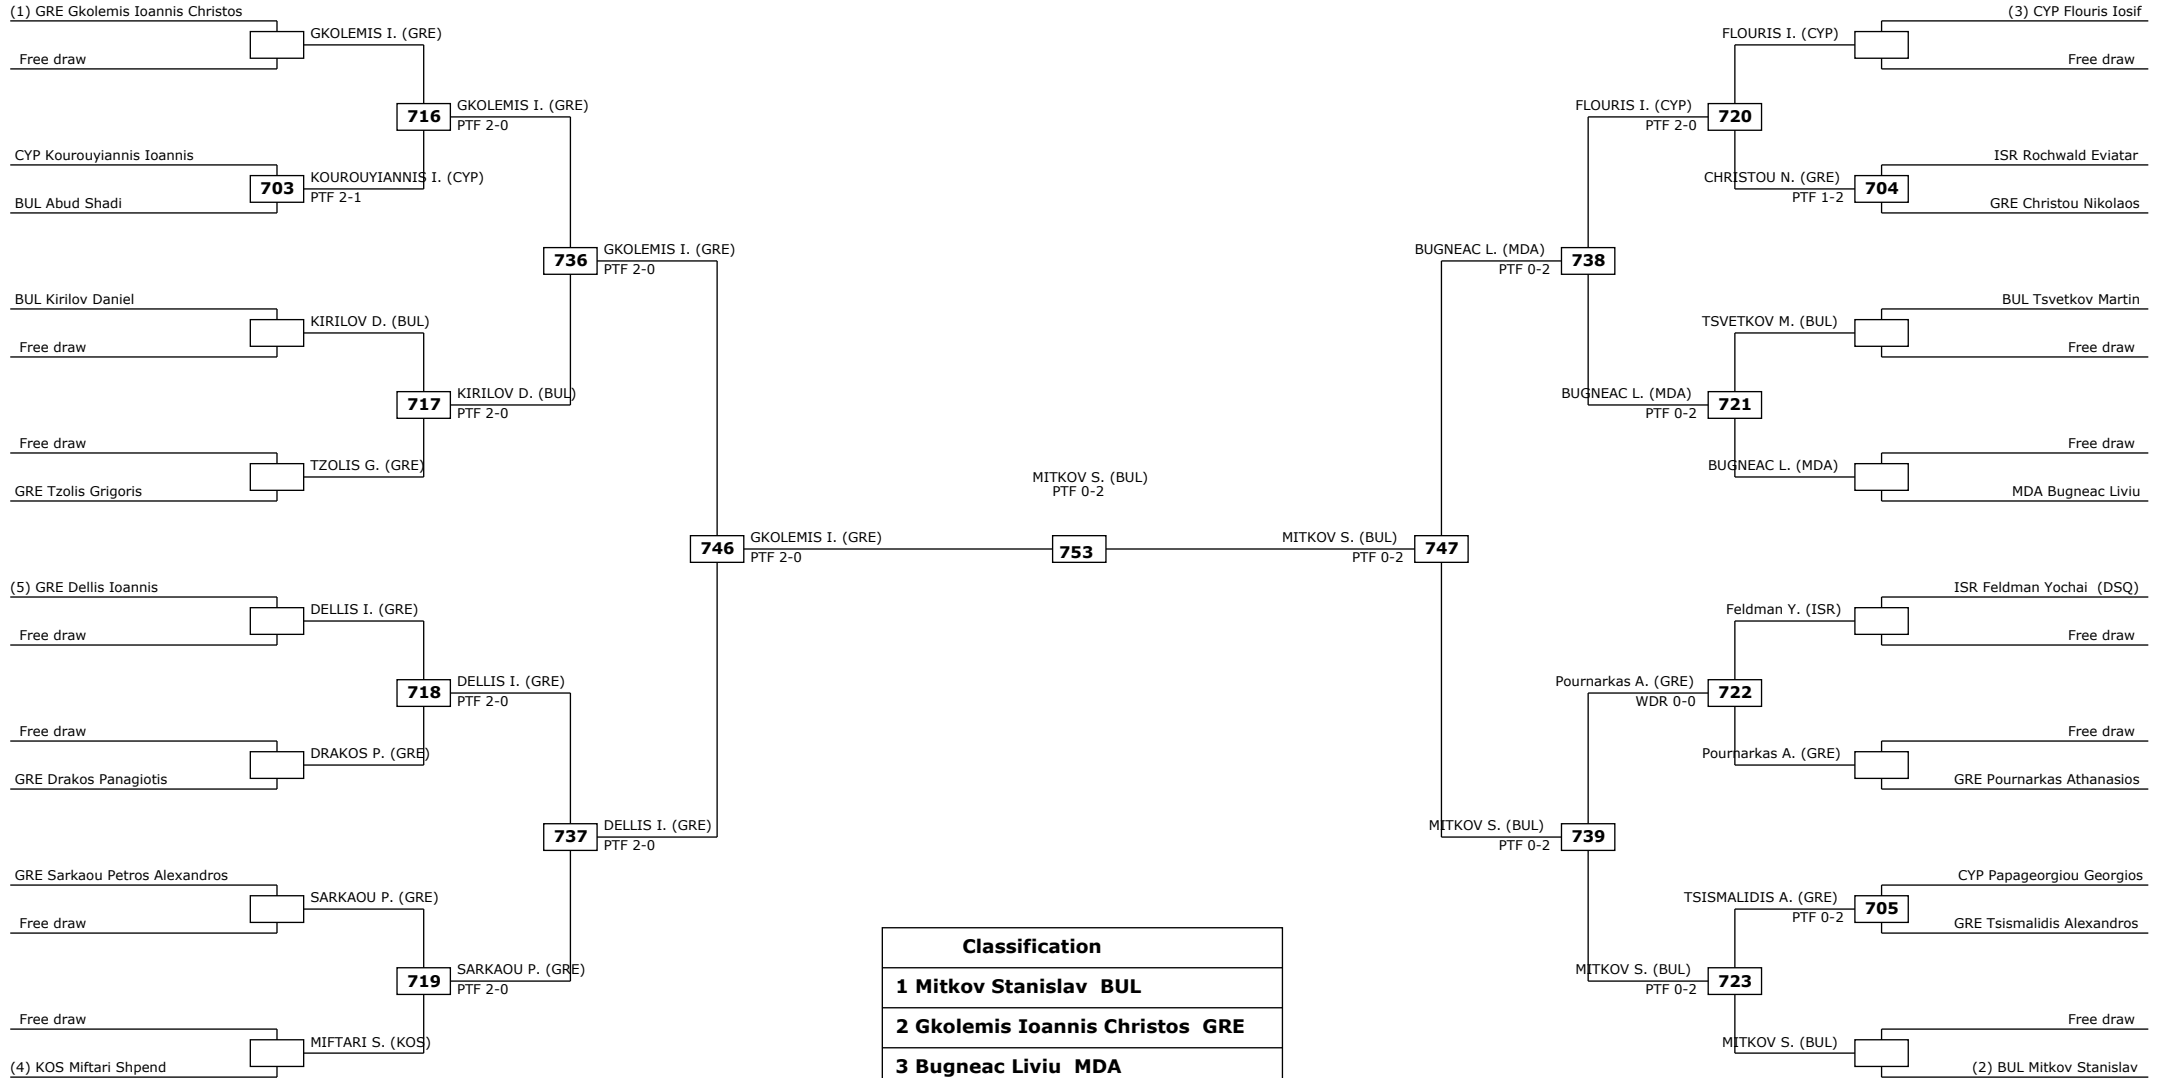 (1) GRE Gkolemis Ioannis Christos
GKOLEMIS I. (GRE)
Free draw
716
GKOLEMIS I. (GRE)
PTF 2-0
CYP Kourouyiannis Ioannis
703
KOUROUYIANNIS I. (CYP)
PTF 2-1
BUL Abud Shadi
736
GKOLEMIS I. (GRE)
PTF 2-0
BUL Kirilov Daniel
KIRILOV D. (BUL)
Free draw
717
KIRILOV D. (BUL)
PTF 2-0
Free draw
TZOLIS G. (GRE)
GRE Tzolis Grigoris
746
GKOLEMIS I. (GRE)
PTF 2-0
(5) GRE Dellis Ioannis
DELLIS I. (GRE)
Free draw
718
DELLIS I. (GRE)
PTF 2-0
Free draw
DRAKOS P. (GRE)
GRE Drakos Panagiotis
737
DELLIS I. (GRE)
PTF 2-0
GRE Sarkaou Petros Alexandros
SARKAOU P. (GRE)
Free draw
719
SARKAOU P. (GRE)
PTF 2-0
Free draw
MIFTARI S. (KOS)
(4) KOS Miftari Shpend
MITKOV S. (BUL)
PTF 0-2
753
(3) CYP Flouris Iosif
FLOURIS I. (CYP)
Free draw
FLOURIS I. (CYP)
PTF 2-0
720
ISR Rochwald Eviatar
CHRISTOU N. (GRE)
PTF 1-2
704
GRE Christou Nikolaos
BUGNEAC L. (MDA)
PTF 0-2
738
BUL Tsvetkov Martin
TSVETKOV M. (BUL)
Free draw
BUGNEAC L. (MDA)
PTF 0-2
721
Free draw
BUGNEAC L. (MDA)
MDA Bugneac Liviu
MITKOV S. (BUL)
PTF 0-2
747
ISR Feldman Yochai (DSQ)
Feldman Y. (ISR)
Free draw
Pournarkas A. (GRE)
WDR 0-0
722
Free draw
Pournarkas A. (GRE)
GRE Pournarkas Athanasios
MITKOV S. (BUL)
PTF 0-2
739
CYP Papageorgiou Georgios
TSISMALIDIS A. (GRE)
PTF 0-2
705
GRE Tsismalidis Alexandros
MITKOV S. (BUL)
PTF 0-2
723
Free draw
MITKOV S. (BUL)
(2) BUL Mitkov Stanislav
Classification
1 Mitkov Stanislav BUL
2 Gkolemis Ioannis Christos GRE
3 Bugneac Liviu MDA